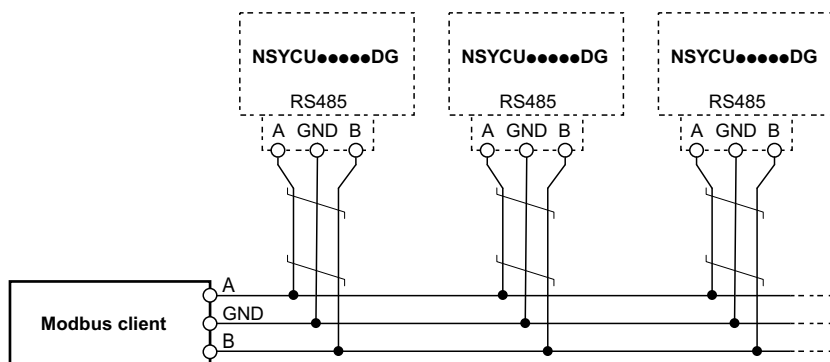 NSYCU●●●●●DG NSYCU●●●●●DG NSYCU●●●●●DG
RS485 RS485 RS485
A GND B A GND B A GND B
A
GND
Modbus client
B